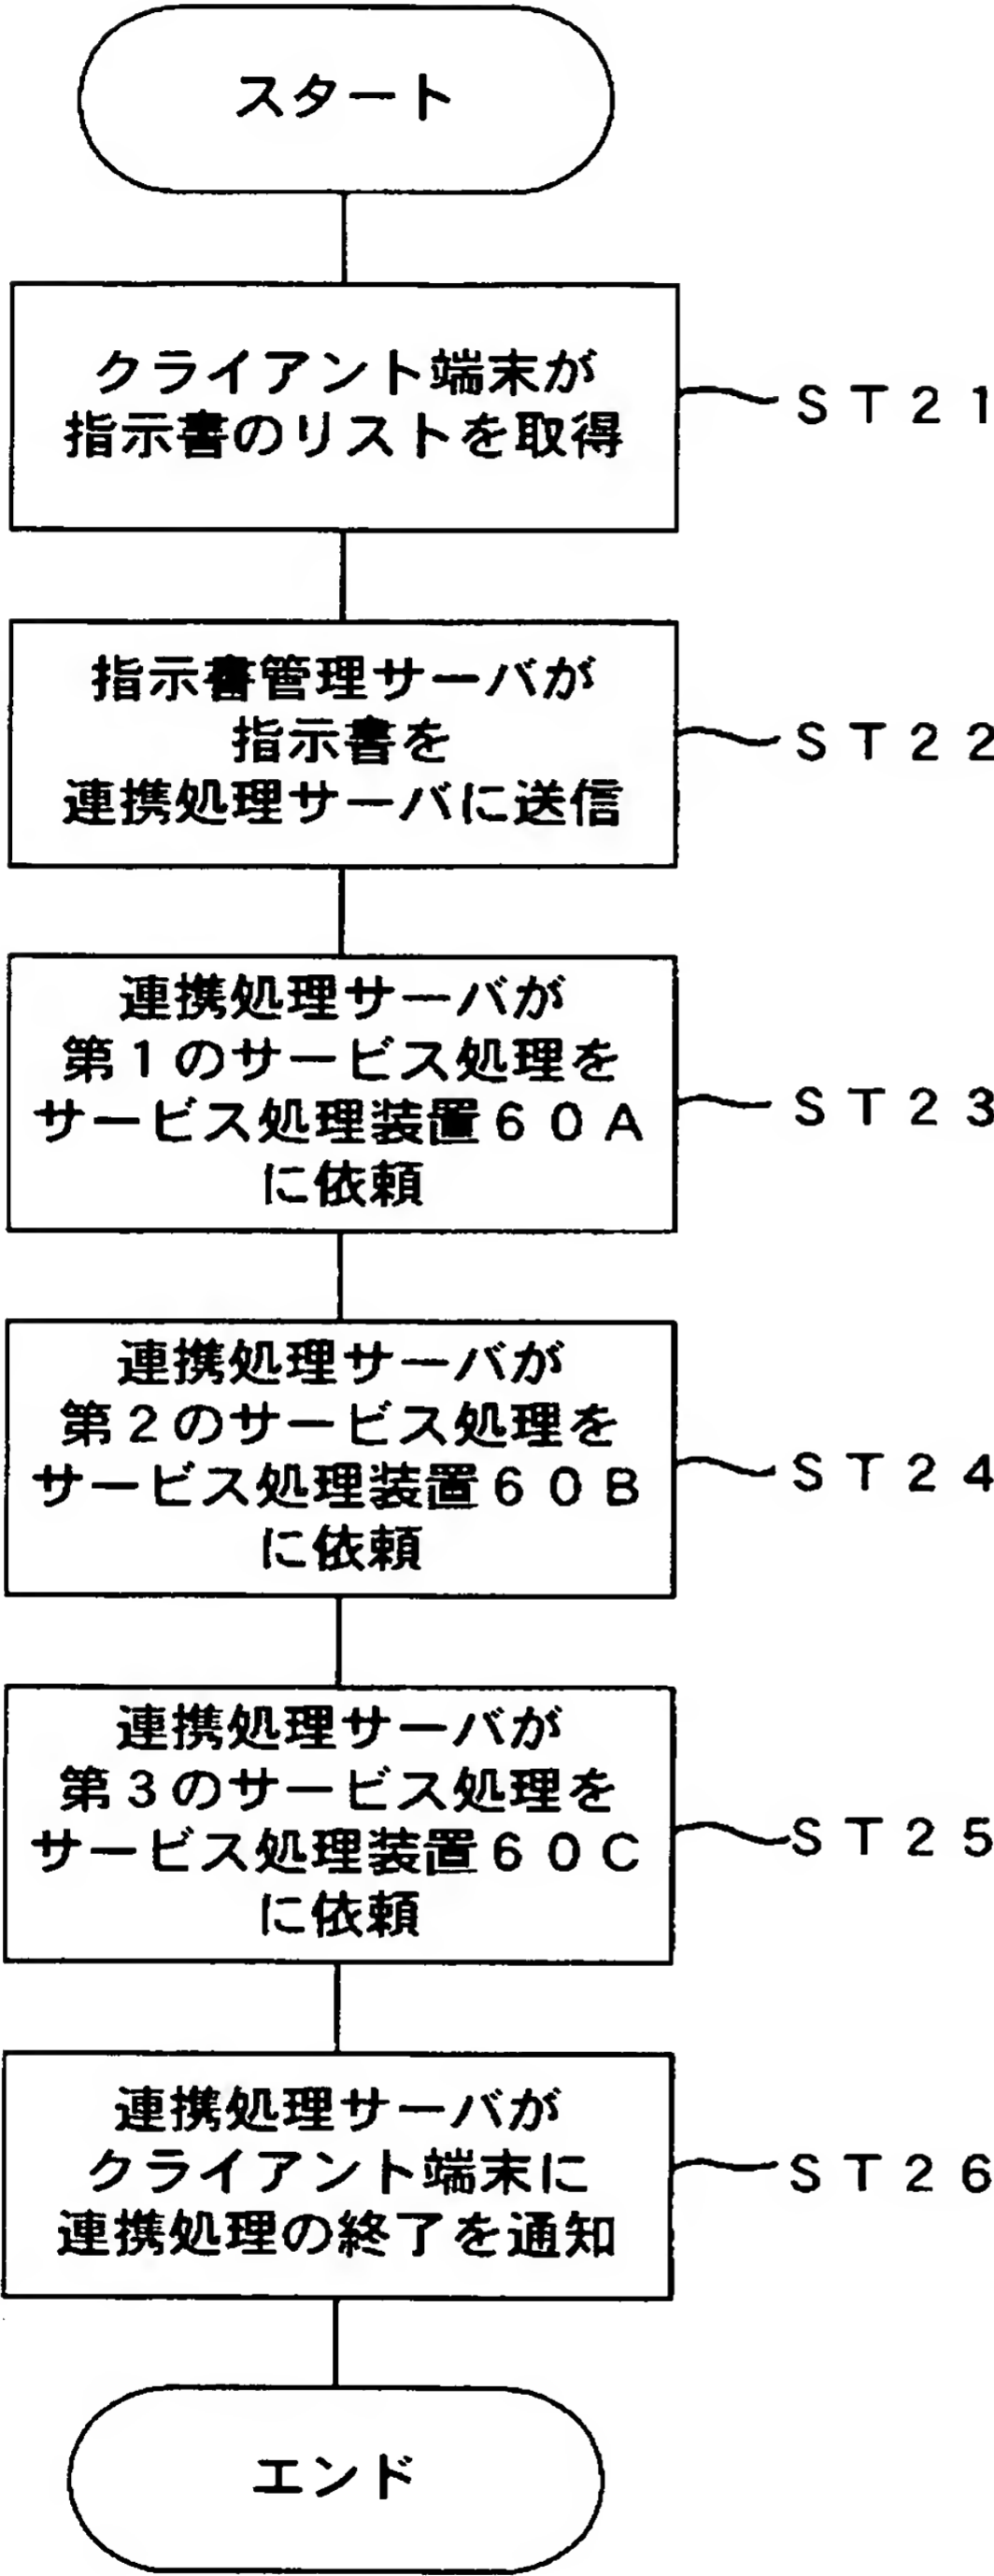 スタート
クライアント端末が
指示書のリストを取得
ST21
指示書管理サーバが
指示書を
連携処理サーバに送信
ST22
連携処理サーバが
第1のサービス処理を
サービス処理装置60A
に依頼
ST23
連携処理サーバが
第2のサービス処理を
サービス処理装置60B
に依頼
ST24
連携処理サーバが
第3のサービス処理を
サービス処理装置60C
に依頼
ST25
連携処理サーバが
クライアント端末に
連携処理の終了を通知
ST26
エンド